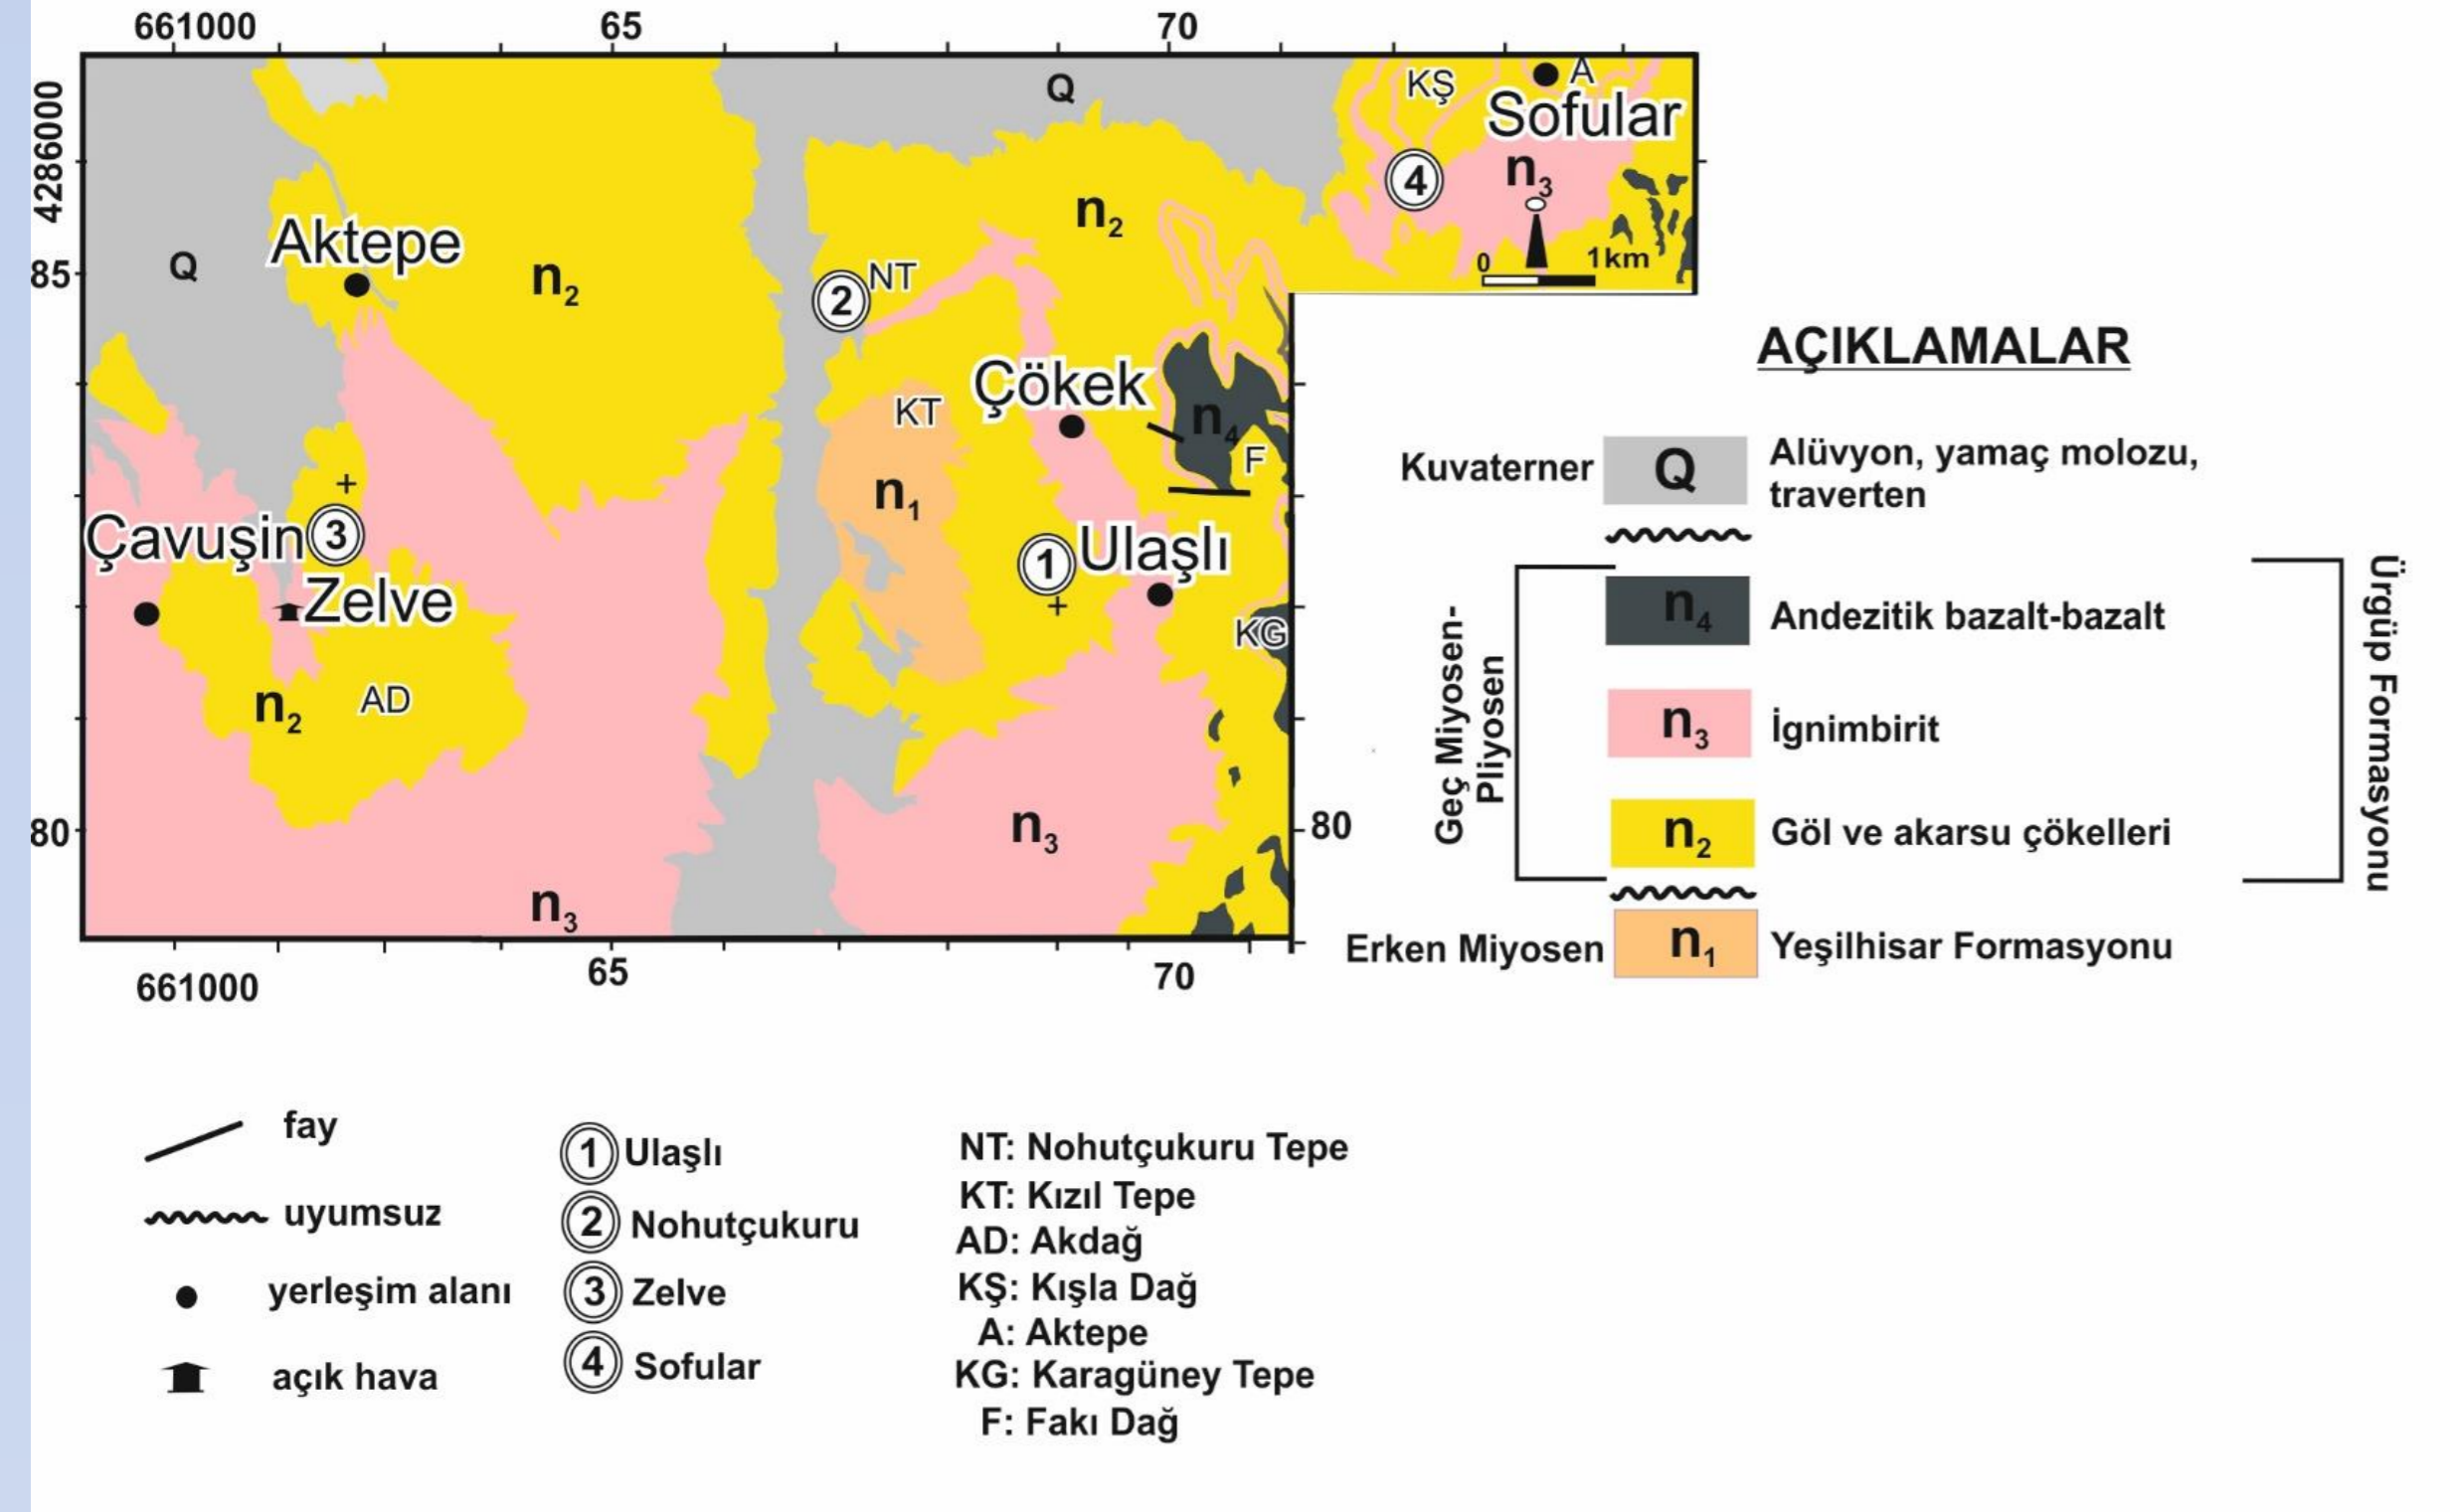 661000 65 70
4286000
85
80
Q
KŞ
A
Sofular
4
n3
0 1km
Aktepe
Q
n2
n2
2 NT
Çökek
KT
n4
F
n1
Çavuşin 3
1 Ulaşlı
Zelve
KG
n2 AD
n3
80
n3
661000 65 70
AÇIKLAMALAR
Kuvaterner Q Alüvyon, yamaç molozu,
traverten
Geç Miyosen-
Pliyosen
n4 Andezitik bazalt-bazalt
n3 İgnimbirit
n2 Göl ve akarsu çökelleri
Ürgüp Formasyonu
Erken Miyosen n1 Yeşilhisar Formasyonu
fay
uyumsuz
yerleşim alanı
açık hava
1 Ulaşlı
2 Nohutçukuru
3 Zelve
4 Sofular
NT: Nohutçukuru Tepe
KT: Kızıl Tepe
AD: Akdağ
KŞ: Kışla Dağ
A: Aktepe
KG: Karagüney Tepe
F: Fakı Dağ